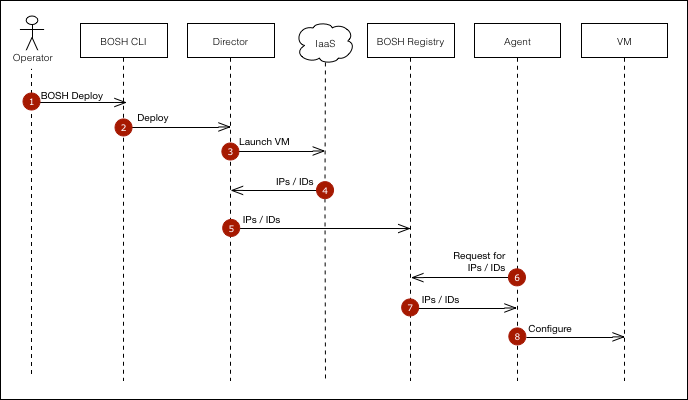 Operator
BOSH CLI
Director
IaaS
BOSH Registry
Agent
VM
1 BOSH Deploy
2 Deploy
3 Launch VM
IPs / IDs 4
5 IPs / IDs
Request for
IPs / IDs 6
7 IPs / IDs
8 Configure